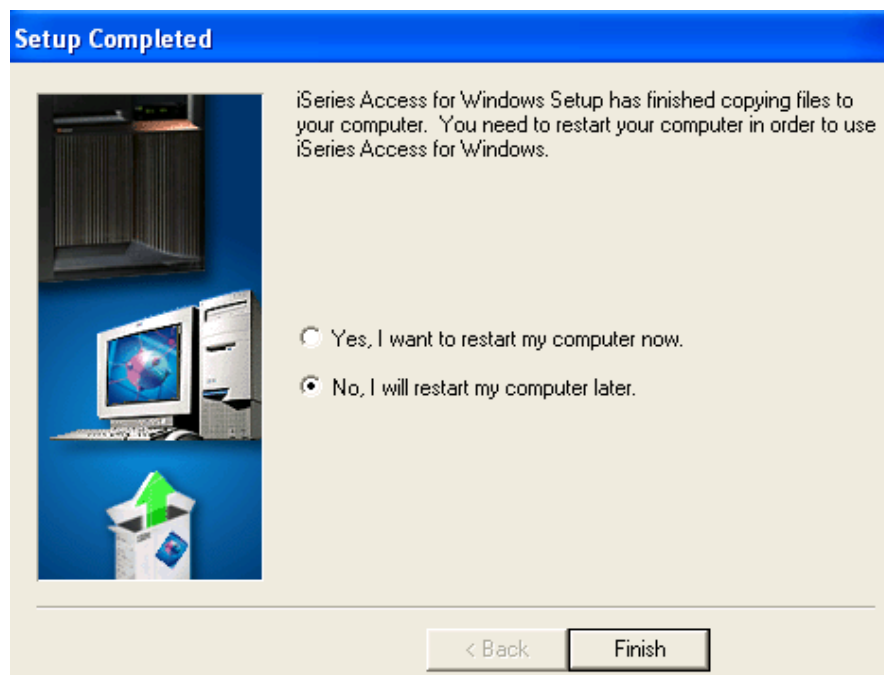 Setup Completed
iSeries Access for Windows Setup has finished copying files to
your computer.  You need to restart your computer in order to use
iSeries Access for Windows.
Yes, I want to restart my computer now.
No, I will restart my computer later.
< Back
Finish